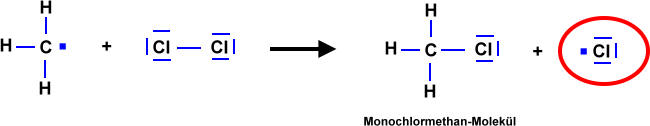 H H
H C + Cl Cl H C Cl + Cl
H H
Monochlormethan-Molekül